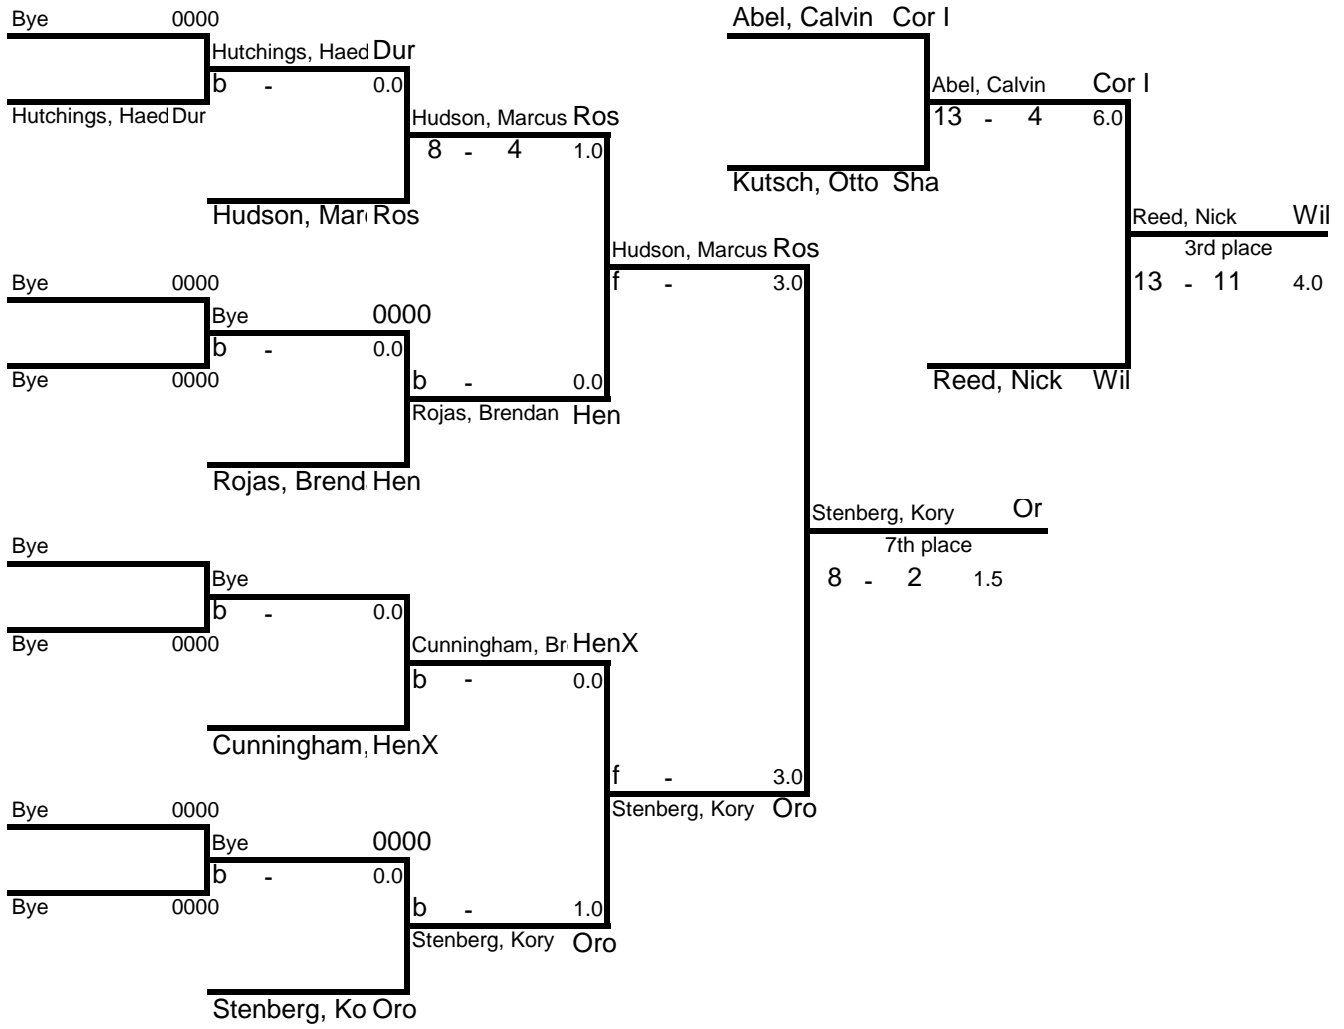 Bye 0000
Hutchings, Haed Dur
b - 0.0
Hutchings, Haed Dur
Hudson, Marcus Ros
8 - 4 1.0
Hudson, Mar Ros
Hudson, Marcus Ros
f - 3.0
Bye 0000
Bye 0000
b - 0.0
Bye 0000
b - 0.0
Rojas, Brendan Hen
Rojas, Brend Hen
Stenberg, Kory Or
7th place
8 - 2 1.5
Bye
Bye
b - 0.0
Bye 0000
Cunningham, Br HenX
b - 0.0
Cunningham, HenX
f - 3.0
Stenberg, Kory Oro
Bye 0000
Bye 0000
b - 0.0
Bye 0000
b - 1.0
Stenberg, Kory Oro
Stenberg, Ko Oro
Abel, Calvin Cor I
Abel, Calvin Cor I
13 - 4 6.0
Kutsch, Otto Sha
Reed, Nick Wil
3rd place
13 - 11 4.0
Reed, Nick Wil